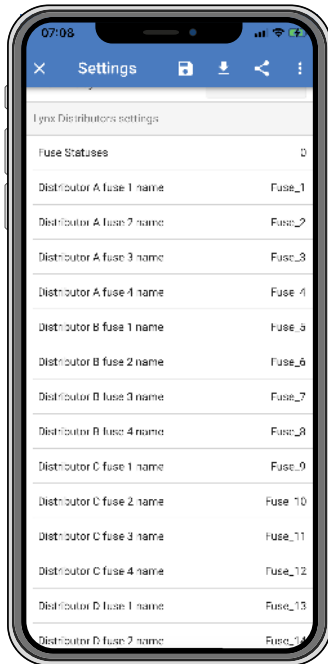 07:08
Settings
Lynx Distributors settings
Fuse Statuses 0
Distributor A fuse 1 name Fuse_1
Distributor A fuse 2 name Fuse_2
Distributor A fuse 3 name Fuse_3
Distributor A fuse 4 name Fuse_4
Distributor B fuse 1 name Fuse_5
Distributor B fuse 2 name Fuse_6
Distributor B fuse 3 name Fuse_7
Distributor B fuse 4 name Fuse_8
Distributor C fuse 1 name Fuse_9
Distributor C fuse 2 name Fuse_10
Distributor C fuse 3 name Fuse_11
Distributor C fuse 4 name Fuse_12
Distributor D fuse 1 name Fuse_13
Distributor D fuse 2 name Fuse_14